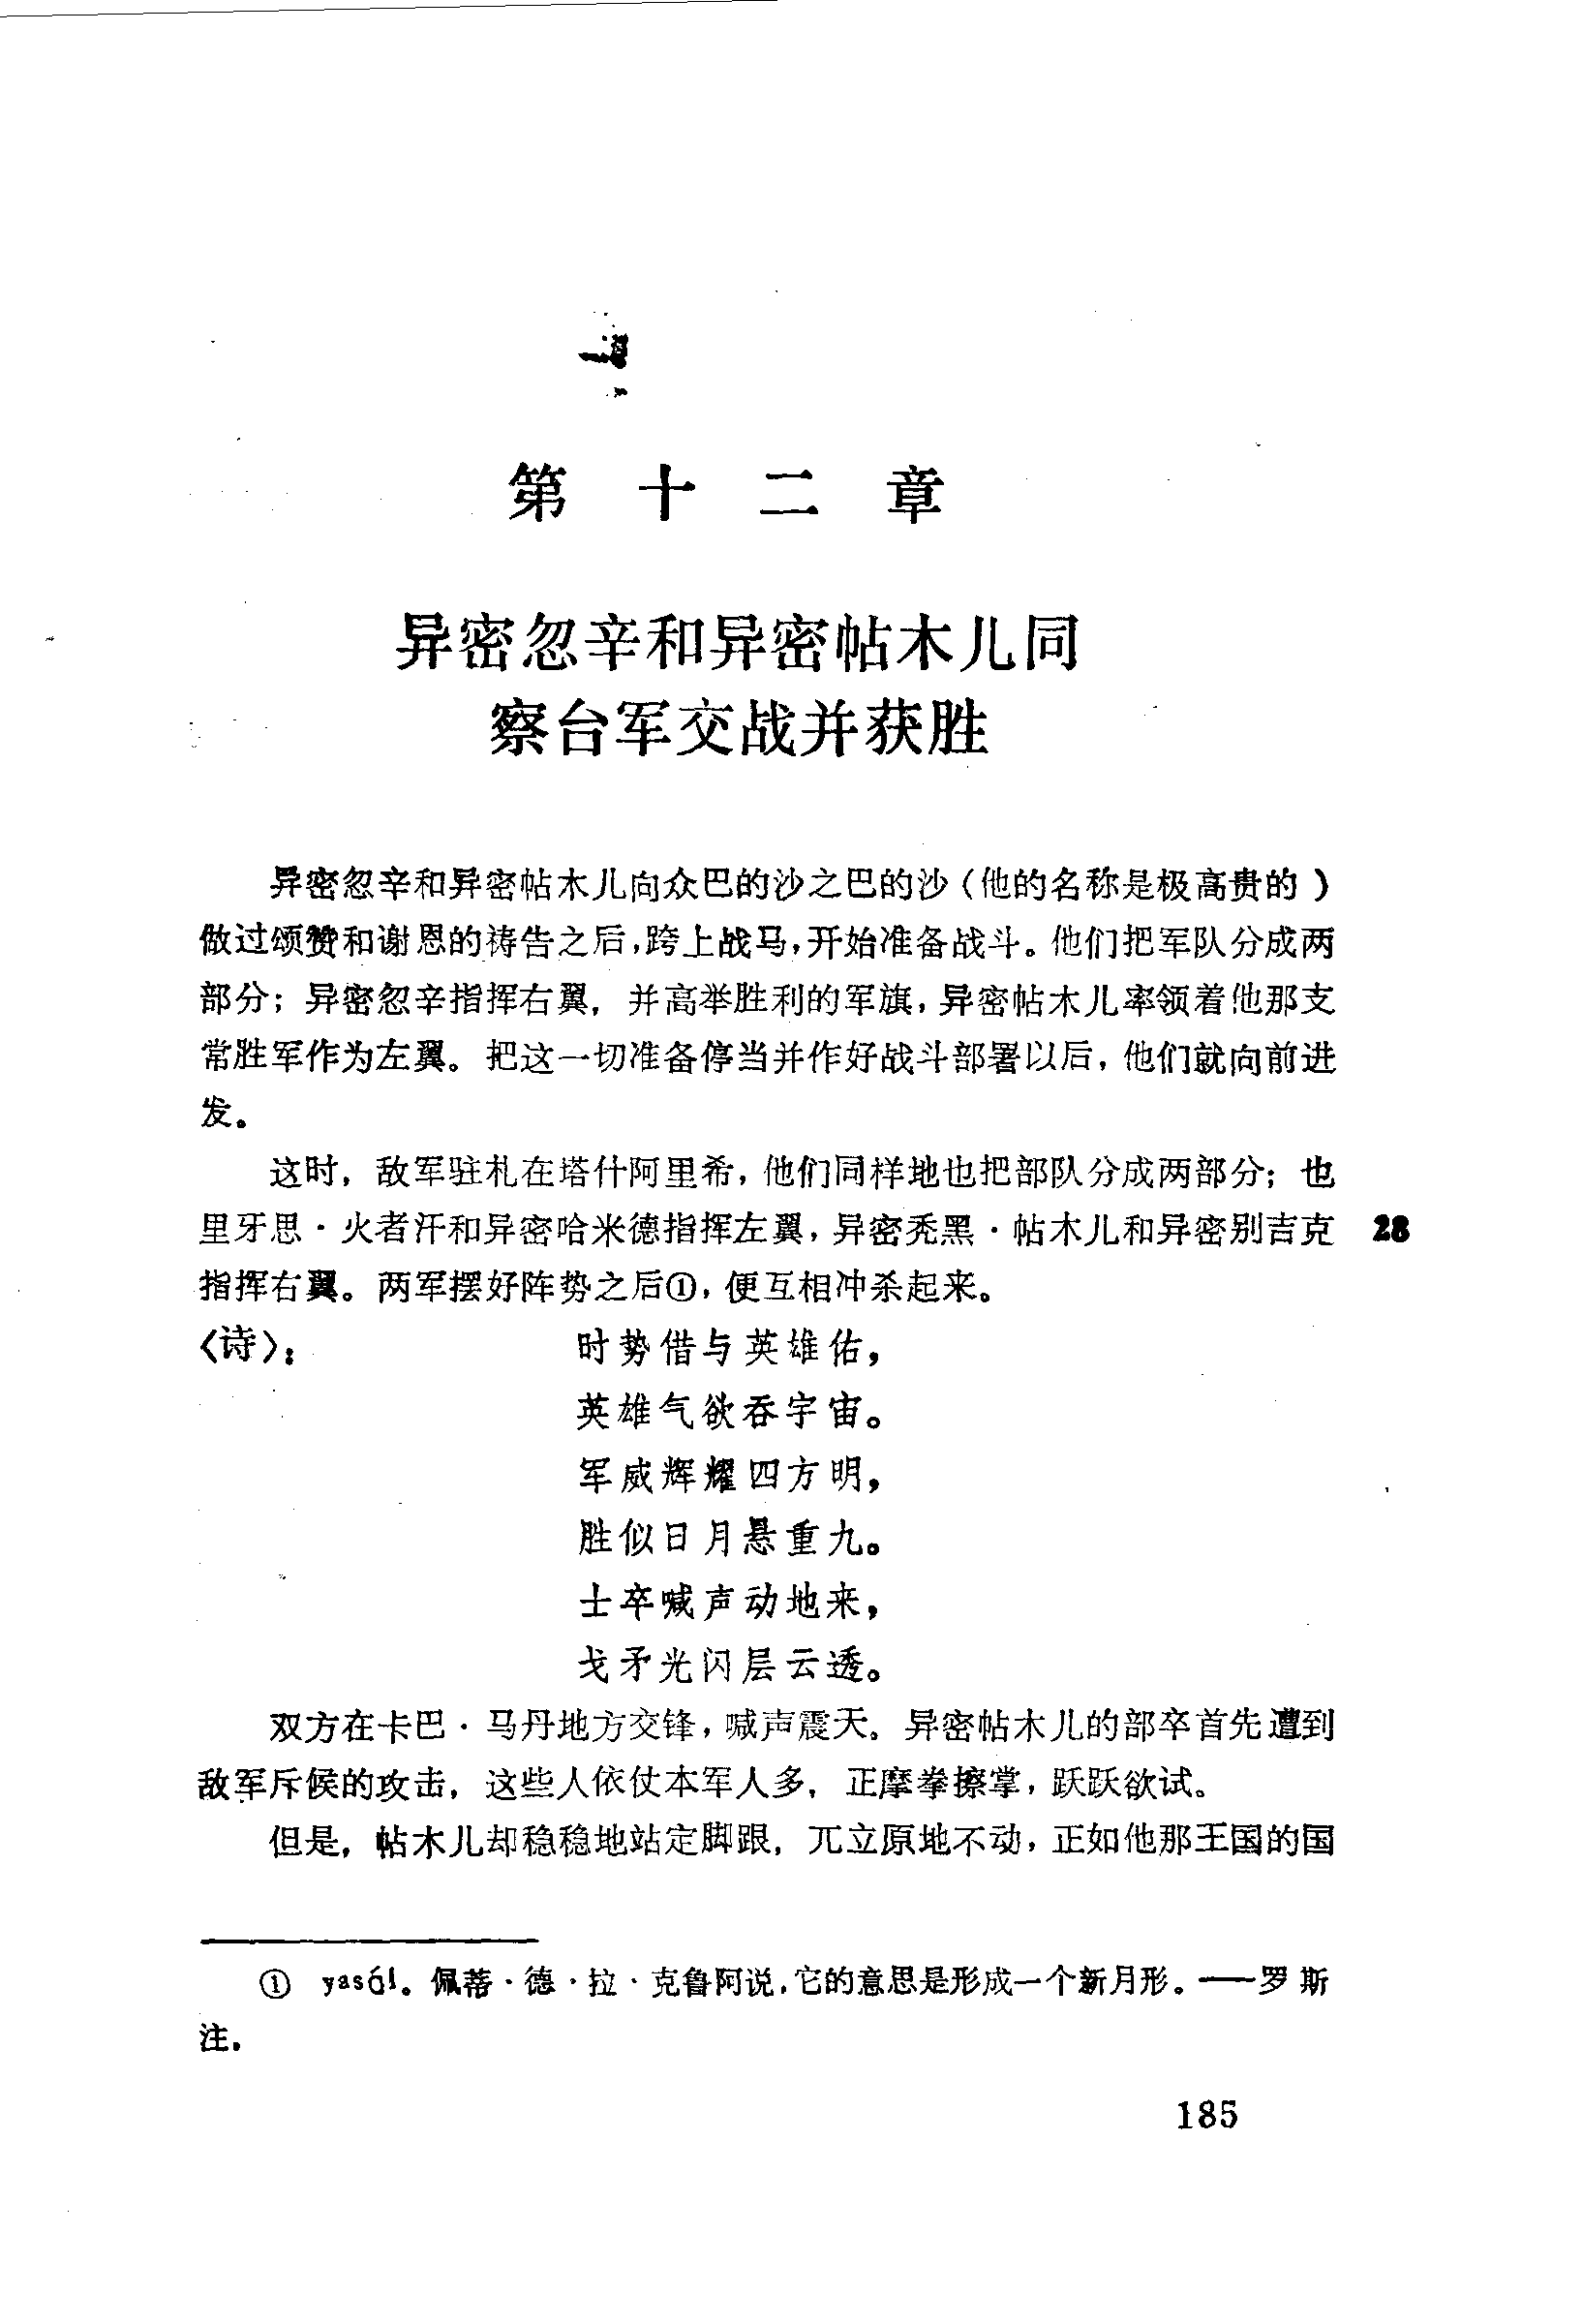 第十二章
异密忽辛和异密帖木儿同
察台军交战并获胜
异密忽辛和异密帖木儿向众巴的沙之巴的沙(他的名称是极高贵的)
做过颂赞和谢恩的祷告之后,跨上战马,开始准备战斗。他们把军队分成两
部分;异密忽辛指挥右翼,并高举胜利的军旗,异密帖木儿率领着他那支
常胜军作为左翼。把这一切准备停当并作好战斗部署以后,他们就向前进
发。
这时,敌军驻札在塔什阿里希,他们同样地也把部队分成两部分;也
里牙思·火者汗和异密哈米德指挥左翼,异密秃黑·帖木儿和异密别吉克 28
指挥右翼。两军摆好阵势之后①,便互相冲杀起来。
〈诗〉: 时势借与英雄佑,
英雄气欲吞宇宙。
军威辉耀四方明,
胜似日月悬重九。
士卒喊声动地来,
戈矛光闪层云透。
双方在卡巴·马丹地方交锋,喊声震天。异密帖木儿的部卒首先遭到
敌军斥候的攻击,这些人依仗本军人多,正摩拳擦掌,跃跃欲试。
但是,帖木儿却稳稳地站定脚跟,兀立原地不动,正如他那王国的国
① yasál。佩蒂·德·拉·克鲁阿说,它的意思是形成一个新月形。——罗斯
注.
185